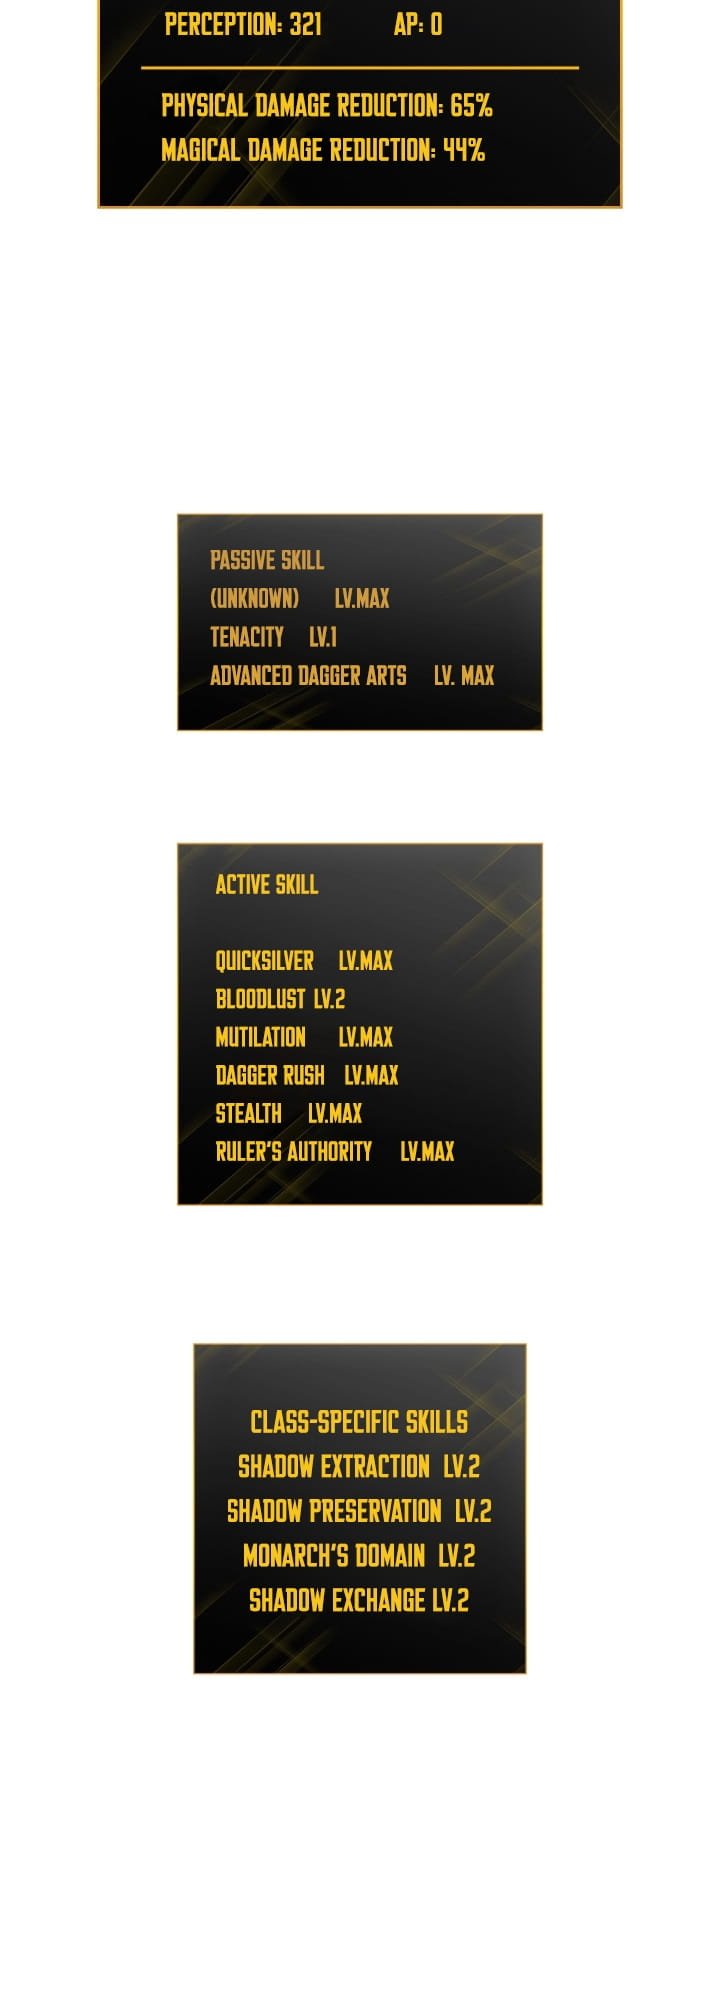 PERCEPTION: 321 AP: 0
PHYSICAL DAMAGE REDUCTION: 65%
MAGICAL DAMAGE REDUCTION: 44%
PASSIVE SKILL
(UNKNOWN) LV.MAX
TENACITY LV.1
ADVANCED DAGGER ARTS LV. MAX
ACTIVE SKILL
QUICKSILVER LV.MAX
BLOODLUST LV.2
MUTILATION LV.MAX
DAGGER RUSH LV.MAX
STEALTH LV.MAX
RULER'S AUTHORITY LV.MAX
CLASS-SPECIFIC SKILLS
SHADOW EXTRACTION LV.2
SHADOW PRESERVATION LV.2
MONARCH'S DOMAIN LV.2
SHADOW EXCHANGE LV.2